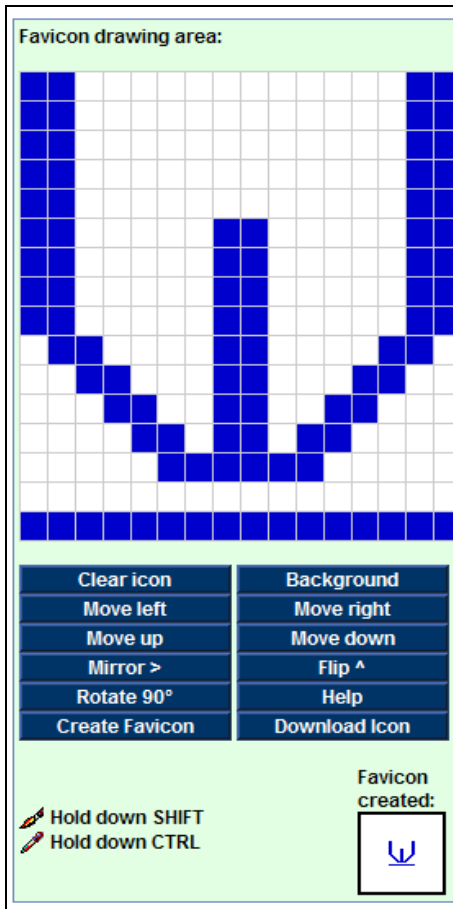 Favicon drawing area:
Clear icon
Background
Move left
Move right
Move up
Move down
Mirror >
Flip ^
Rotate 90°
Help
Create Favicon
Download Icon
Hold down SHIFT
Hold down CTRL
Favicon
created: